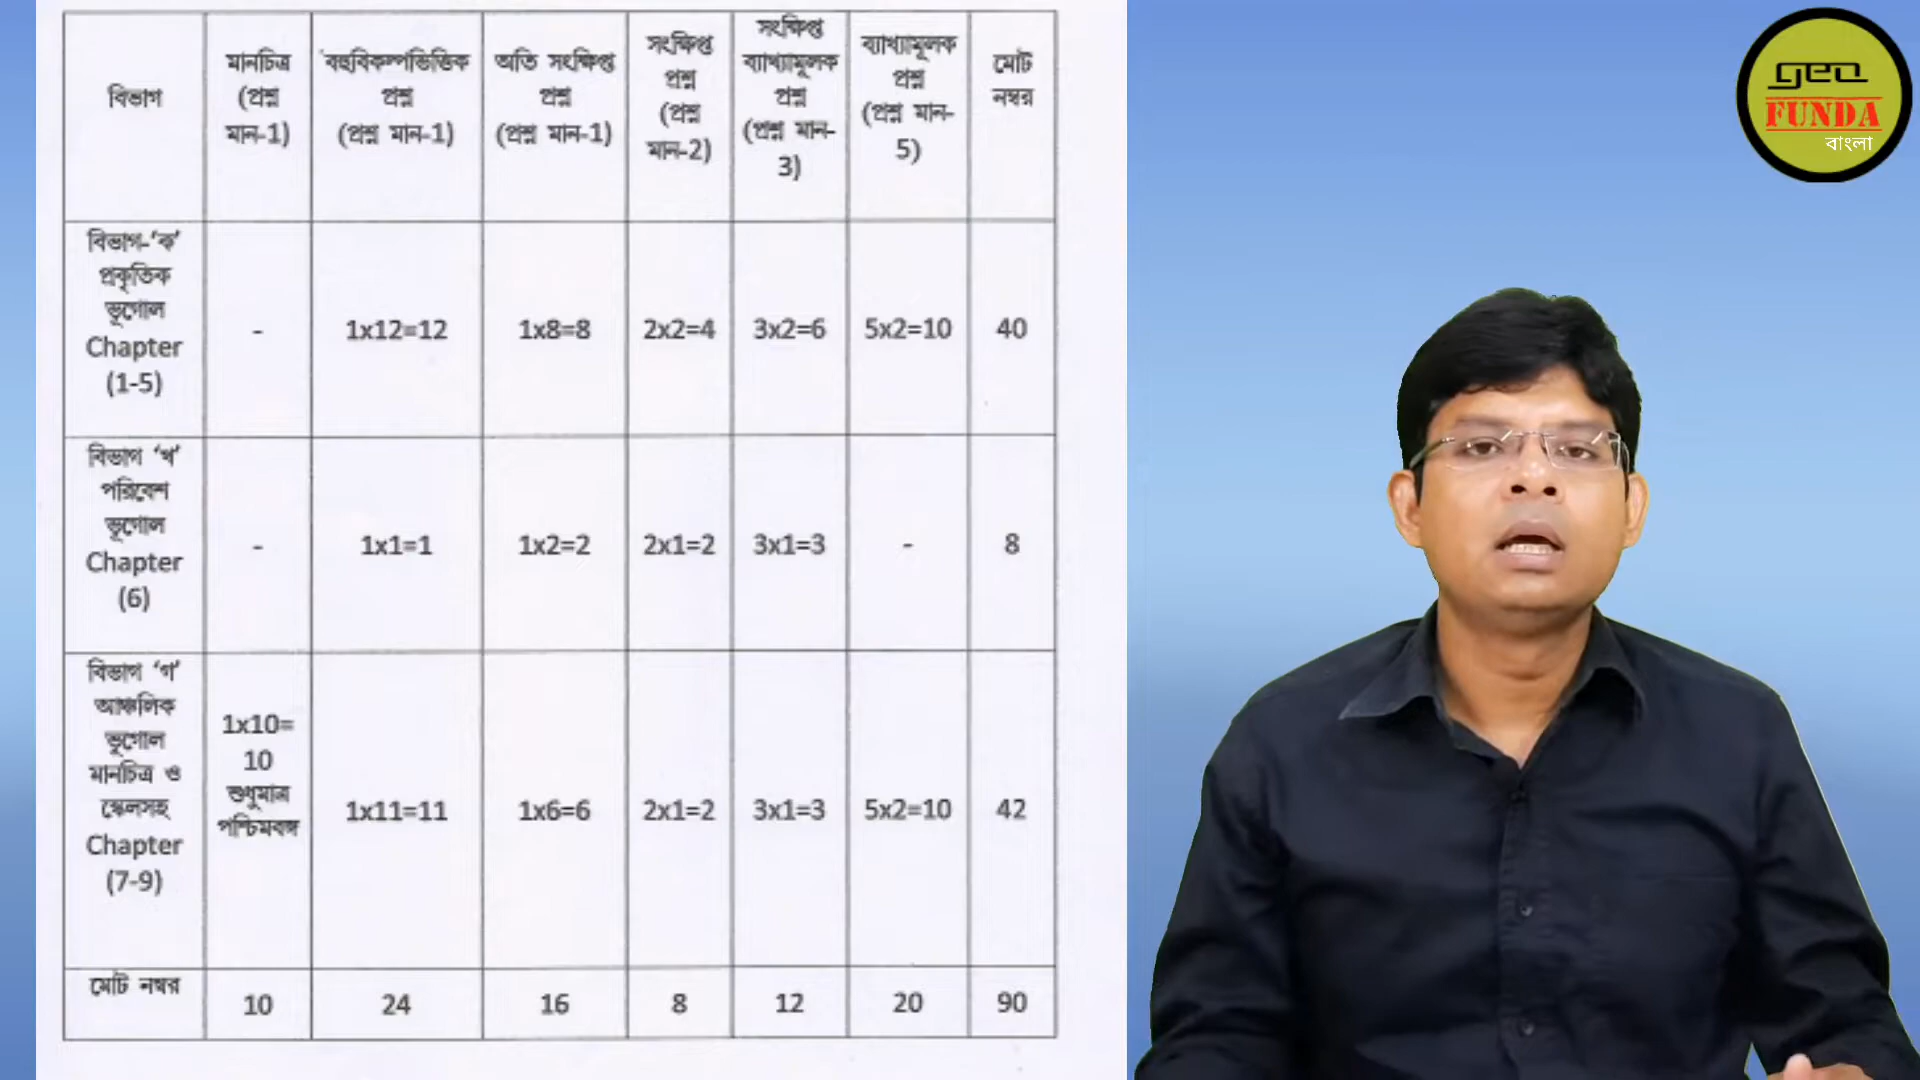 বিভাগ
মানচিত্র
(প্রশ্ন
মান-1)
বহুবিকল্পভিত্তিক
প্রশ্ন
(প্রশ্ন মান-1)
অতি সংক্ষিপ্ত
প্রশ্ন
(প্রশ্ন মান-1)
সংক্ষিপ্ত
প্রশ্ন
(প্রশ্ন
মান-2)
সংক্ষিপ্ত
ব্যাখ্যামূলক
প্রশ্ন
(প্রশ্ন মান-
3)
ব্যাখ্যামূলক
প্রশ্ন
(প্রশ্ন মান-
5)
মোট
নম্বর
বিভাগ-‘ক’
প্রকৃতিক
ভূগোল
Chapter
(1-5)
-
1x12=12
1x8=8
2x2=4
3x2=6
5x2=10
40
বিভাগ ‘খ’
পরিবেশ
ভূগোল
Chapter
(6)
-
1x1=1
1x2=2
2x1=2
3x1=3
-
8
বিভাগ ‘গ’
আঞ্চলিক
ভূগোল
মানচিত্র ও
স্কেলসহ
Chapter
(7-9)
1x10=
10
শুধুমাত্র
পশ্চিমবঙ্গ
1x11=11
1x6=6
2x1=2
3x1=3
5x2=10
42
মোট নম্বর
10
24
16
8
12
20
90
geo
FUNDA
বাংলা